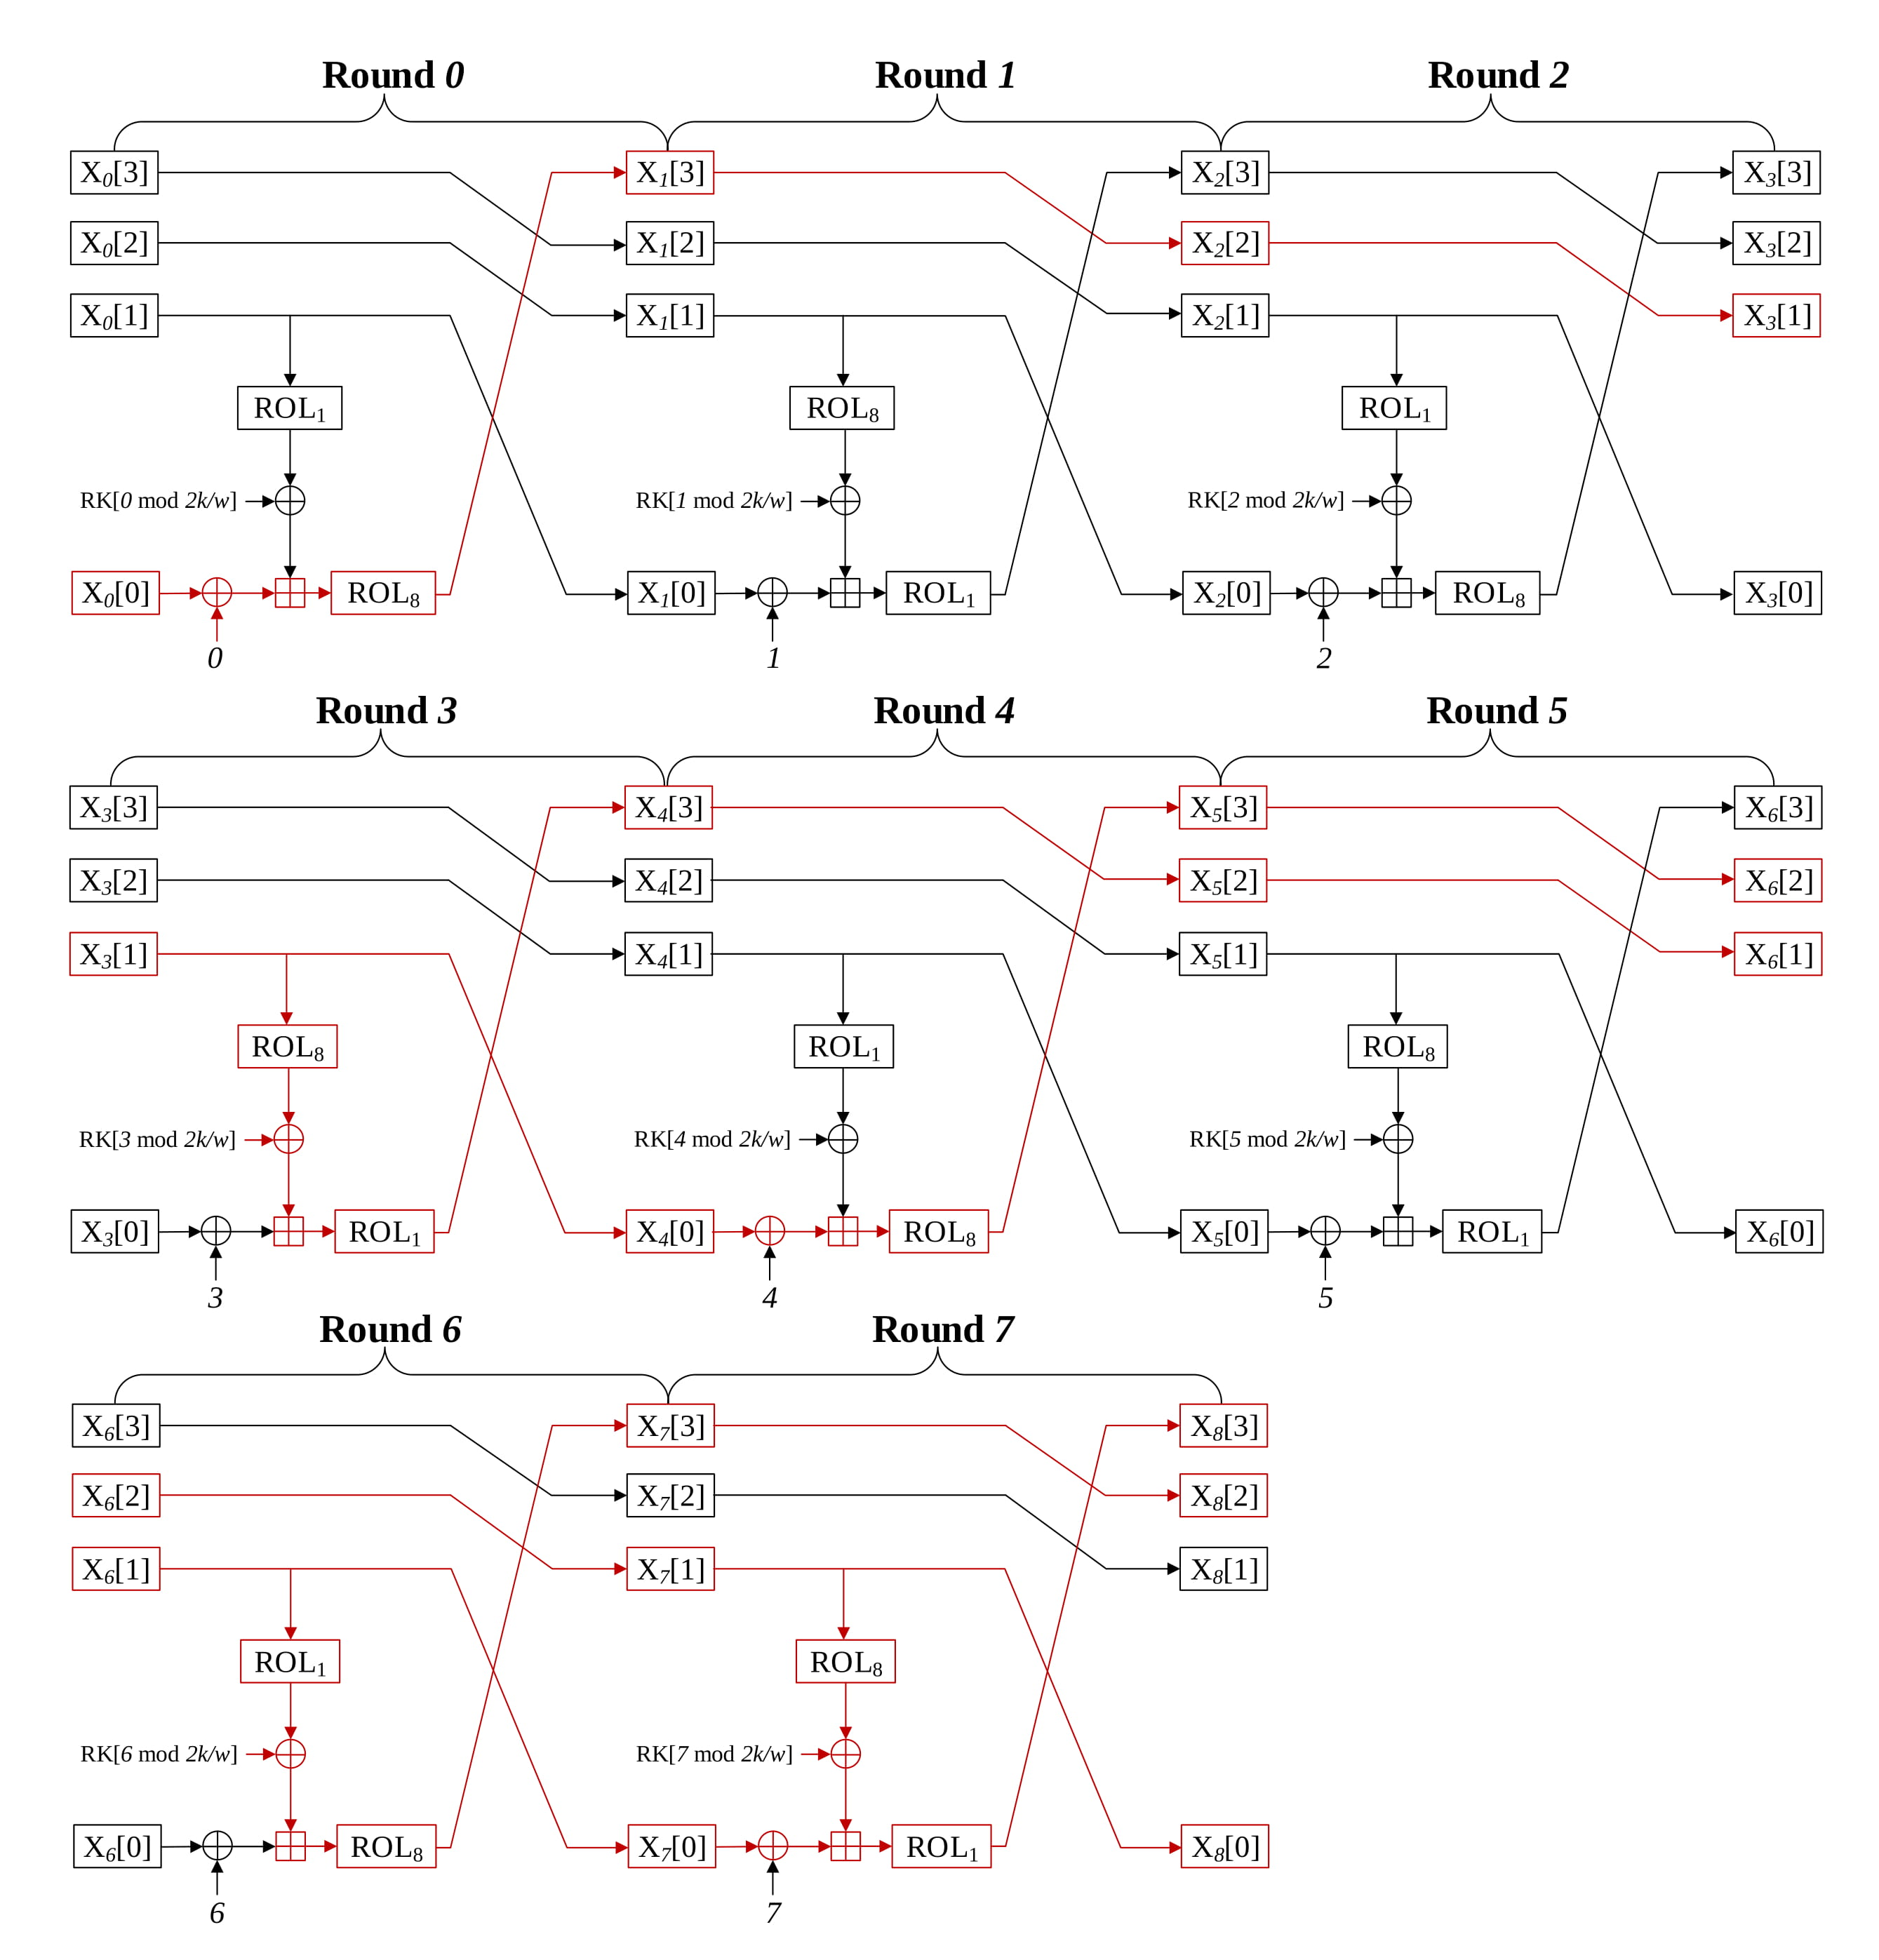 Round 0 Round 1 Round 2
X0[3] X1[3] X2[3] X3[3]
X0[2] X1[2] X2[2] X3[2]
X0[1] X1[1] X2[1] X3[1]
ROL1 ROL8 ROL1
RK[0 mod 2k/w] RK[1 mod 2k/w] RK[2 mod 2k/w]
X0[0] ROL8 X1[0] ROL1 X2[0] ROL8 X3[0]
0 1 2
Round 3 Round 4 Round 5
X3[3] X4[3] X5[3] X6[3]
X3[2] X4[2] X5[2] X6[2]
X3[1] X4[1] X5[1] X6[1]
ROL8 ROL1 ROL8
RK[3 mod 2k/w] RK[4 mod 2k/w] RK[5 mod 2k/w]
X3[0] ROL1 X4[0] ROL8 X5[0] ROL1 X6[0]
3 4 5
Round 6 Round 7
X6[3] X7[3] X8[3]
X6[2] X7[2] X8[2]
X6[1] X7[1] X8[1]
ROL1 ROL8
RK[6 mod 2k/w] RK[7 mod 2k/w]
X6[0] ROL8 X7[0] ROL1 X8[0]
6 7